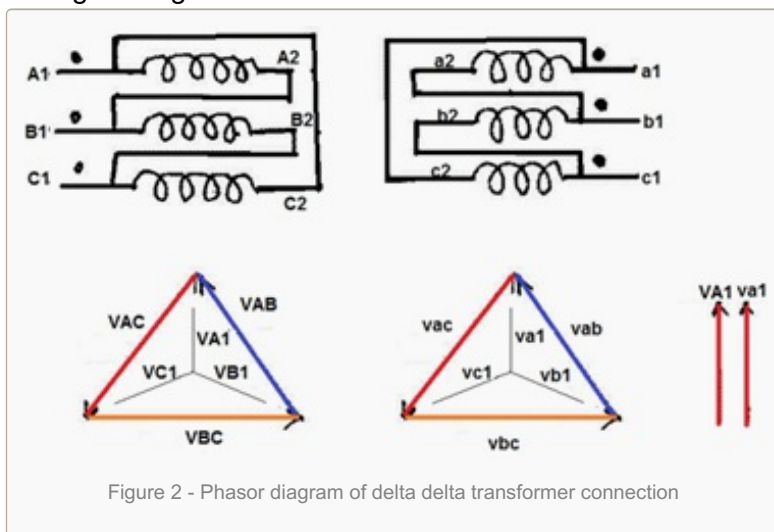 A1 A2
B1 B2
C1 C2
a2 a1
b2 b1
c2 c1
VAC VAB
VA1
VC1 VB1
VBC
vac vab
va1
vc1 vb1
vbc
VA1 va1
Figure 2 - Phasor diagram of delta delta transformer connection